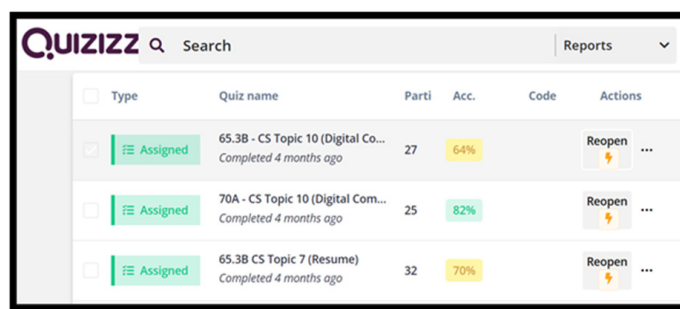 QUIZIZZ Search Reports
Type Quiz name Parti Acc. Code Actions
Assigned 65.3B - CS Topic 10 (Digital Co... 27 64% Reopen ...
Completed 4 months ago
Assigned 70A - CS Topic 10 (Digital Com... 25 82% Reopen ...
Completed 4 months ago
Assigned 65.3B CS Topic 7 (Resume) 32 70% Reopen ...
Completed 4 months ago